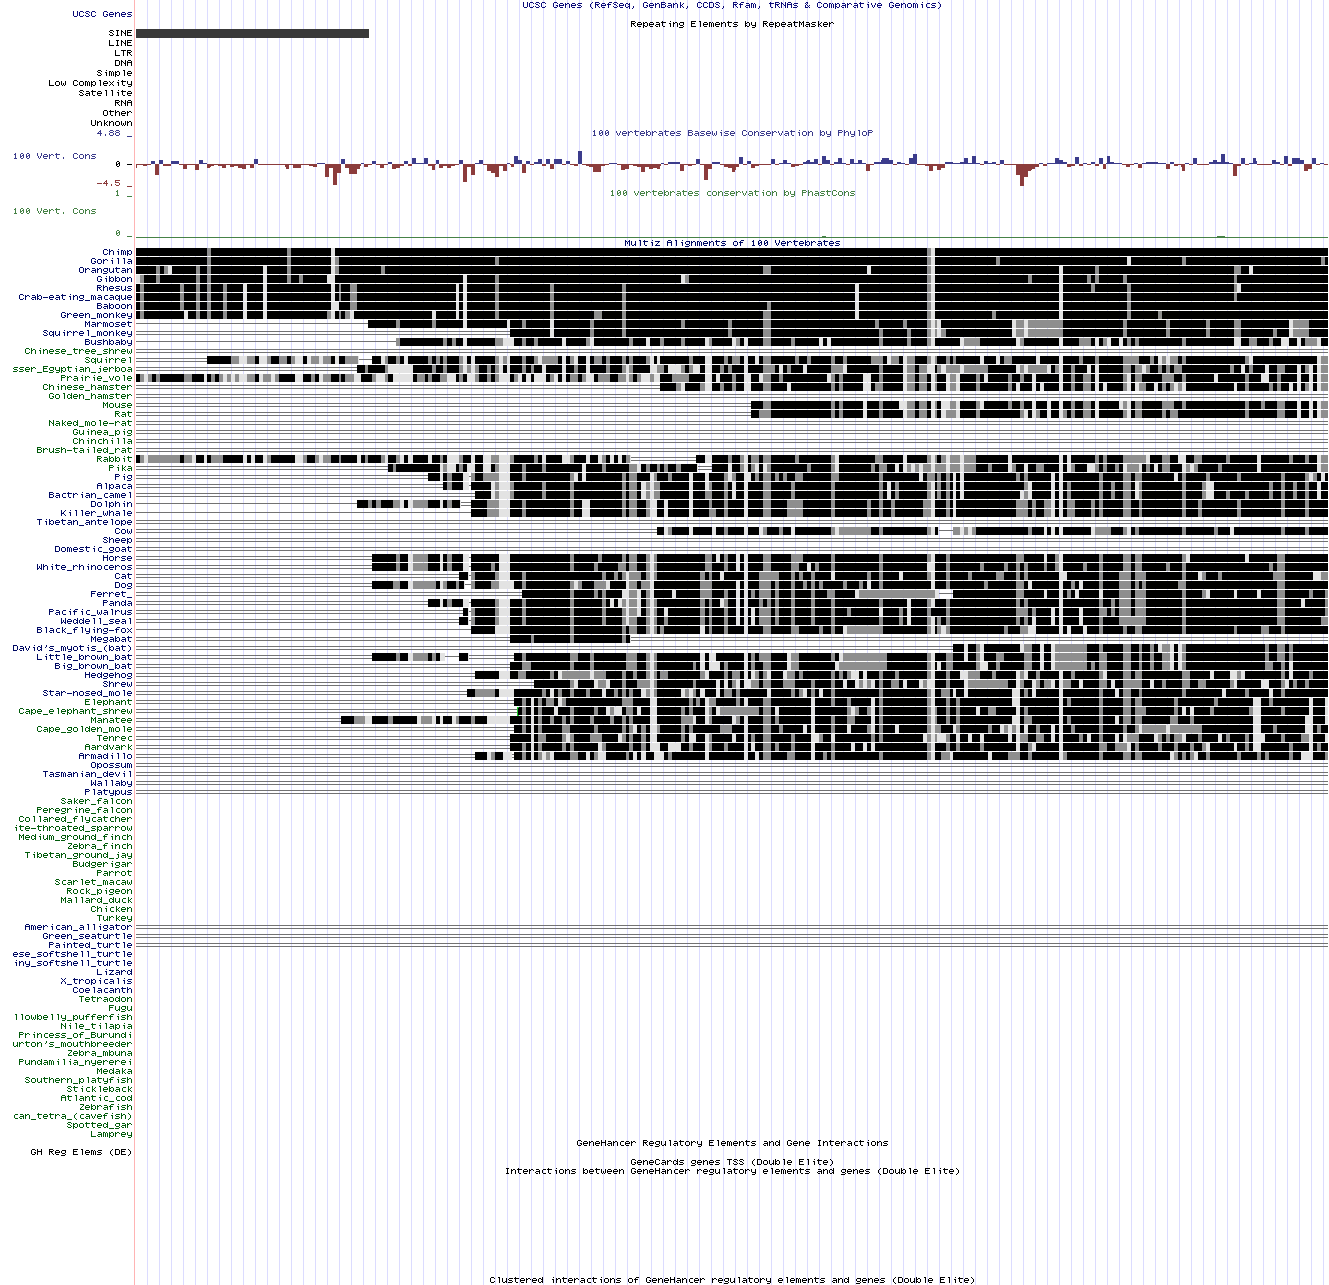 UCSC Genes (RefSeq, GenBank, CCDS, Rfam, tRNAs & Comparative Genomics)
UCSC Genes
Repeating Elements by RepeatMasker
SINE
LINE
LTR
DNA
Simple
Low Complexity
Satellite
RNA
Other
Unknown
4.88 _
100 vertebrates Basewise Conservation by PhyloP
100 Vert. Cons
0 -
-4.5 _
1 _
100 vertebrates conservation by PhastCons
100 Vert. Cons
0 _
Multiz Alignments of 100 Vertebrates
Chimp
Gorilla
Orangutan
Gibbon
Rhesus
Crab-eating_macaque
Baboon
Green_monkey
Marmoset
Squirrel_monkey
Bushbaby
Chinese_tree_shrew
Squirrel
sser_Egyptian_jerboa
Prairie_vole
Chinese_hamster
Golden_hamster
Mouse
Rat
Naked_mole-rat
Guinea_pig
Chinchilla
Brush-tailed_rat
Rabbit
Pika
Pig
Alpaca
Bactrian_camel
Dolphin
Killer_whale
Tibetan_antelope
Cow
Sheep
Domestic_goat
Horse
White_rhinoceros
Cat
Dog
Ferret_
Panda
Pacific_walrus
Weddell_seal
Black_flying-fox
Megabat
David's_myotis_(bat)
Little_brown_bat
Big_brown_bat
Hedgehog
Shrew
Star-nosed_mole
Elephant
Cape_elephant_shrew
Manatee
Cape_golden_mole
Tenrec
Aardvark
Armadillo
Opossum
Tasmanian_devil
Wallaby
Platypus
Saker_falcon
Peregrine_falcon
Collared_flycatcher
ite-throated_sparrow
Medium_ground_finch
Zebra_finch
Tibetan_ground_jay
Budgerigar
Parrot
Scarlet_macaw
Rock_pigeon
Mallard_duck
Chicken
Turkey
American_alligator
Green_seaturtle
Painted_turtle
ese_softshell_turtle
iny_softshell_turtle
Lizard
X_tropicalis
Coelacanth
Tetraodon
Fugu
llowbelly_pufferfish
Nile_tilapia
Princess_of_Burundi
urton's_mouthbreeder
Zebra_mbuna
Pundamilia_nyererei
Medaka
Southern_platyfish
Stickleback
Atlantic_cod
Zebrafish
can_tetra_(cavefish)
Spotted_gar
Lamprey
GeneHancer Regulatory Elements and Gene Interactions
GH Reg Elems (DE)
GeneCards genes TSS (Double Elite)
Interactions between GeneHancer regulatory elements and genes (Double Elite)
Clustered interactions of GeneHancer regulatory elements and genes (Double Elite)